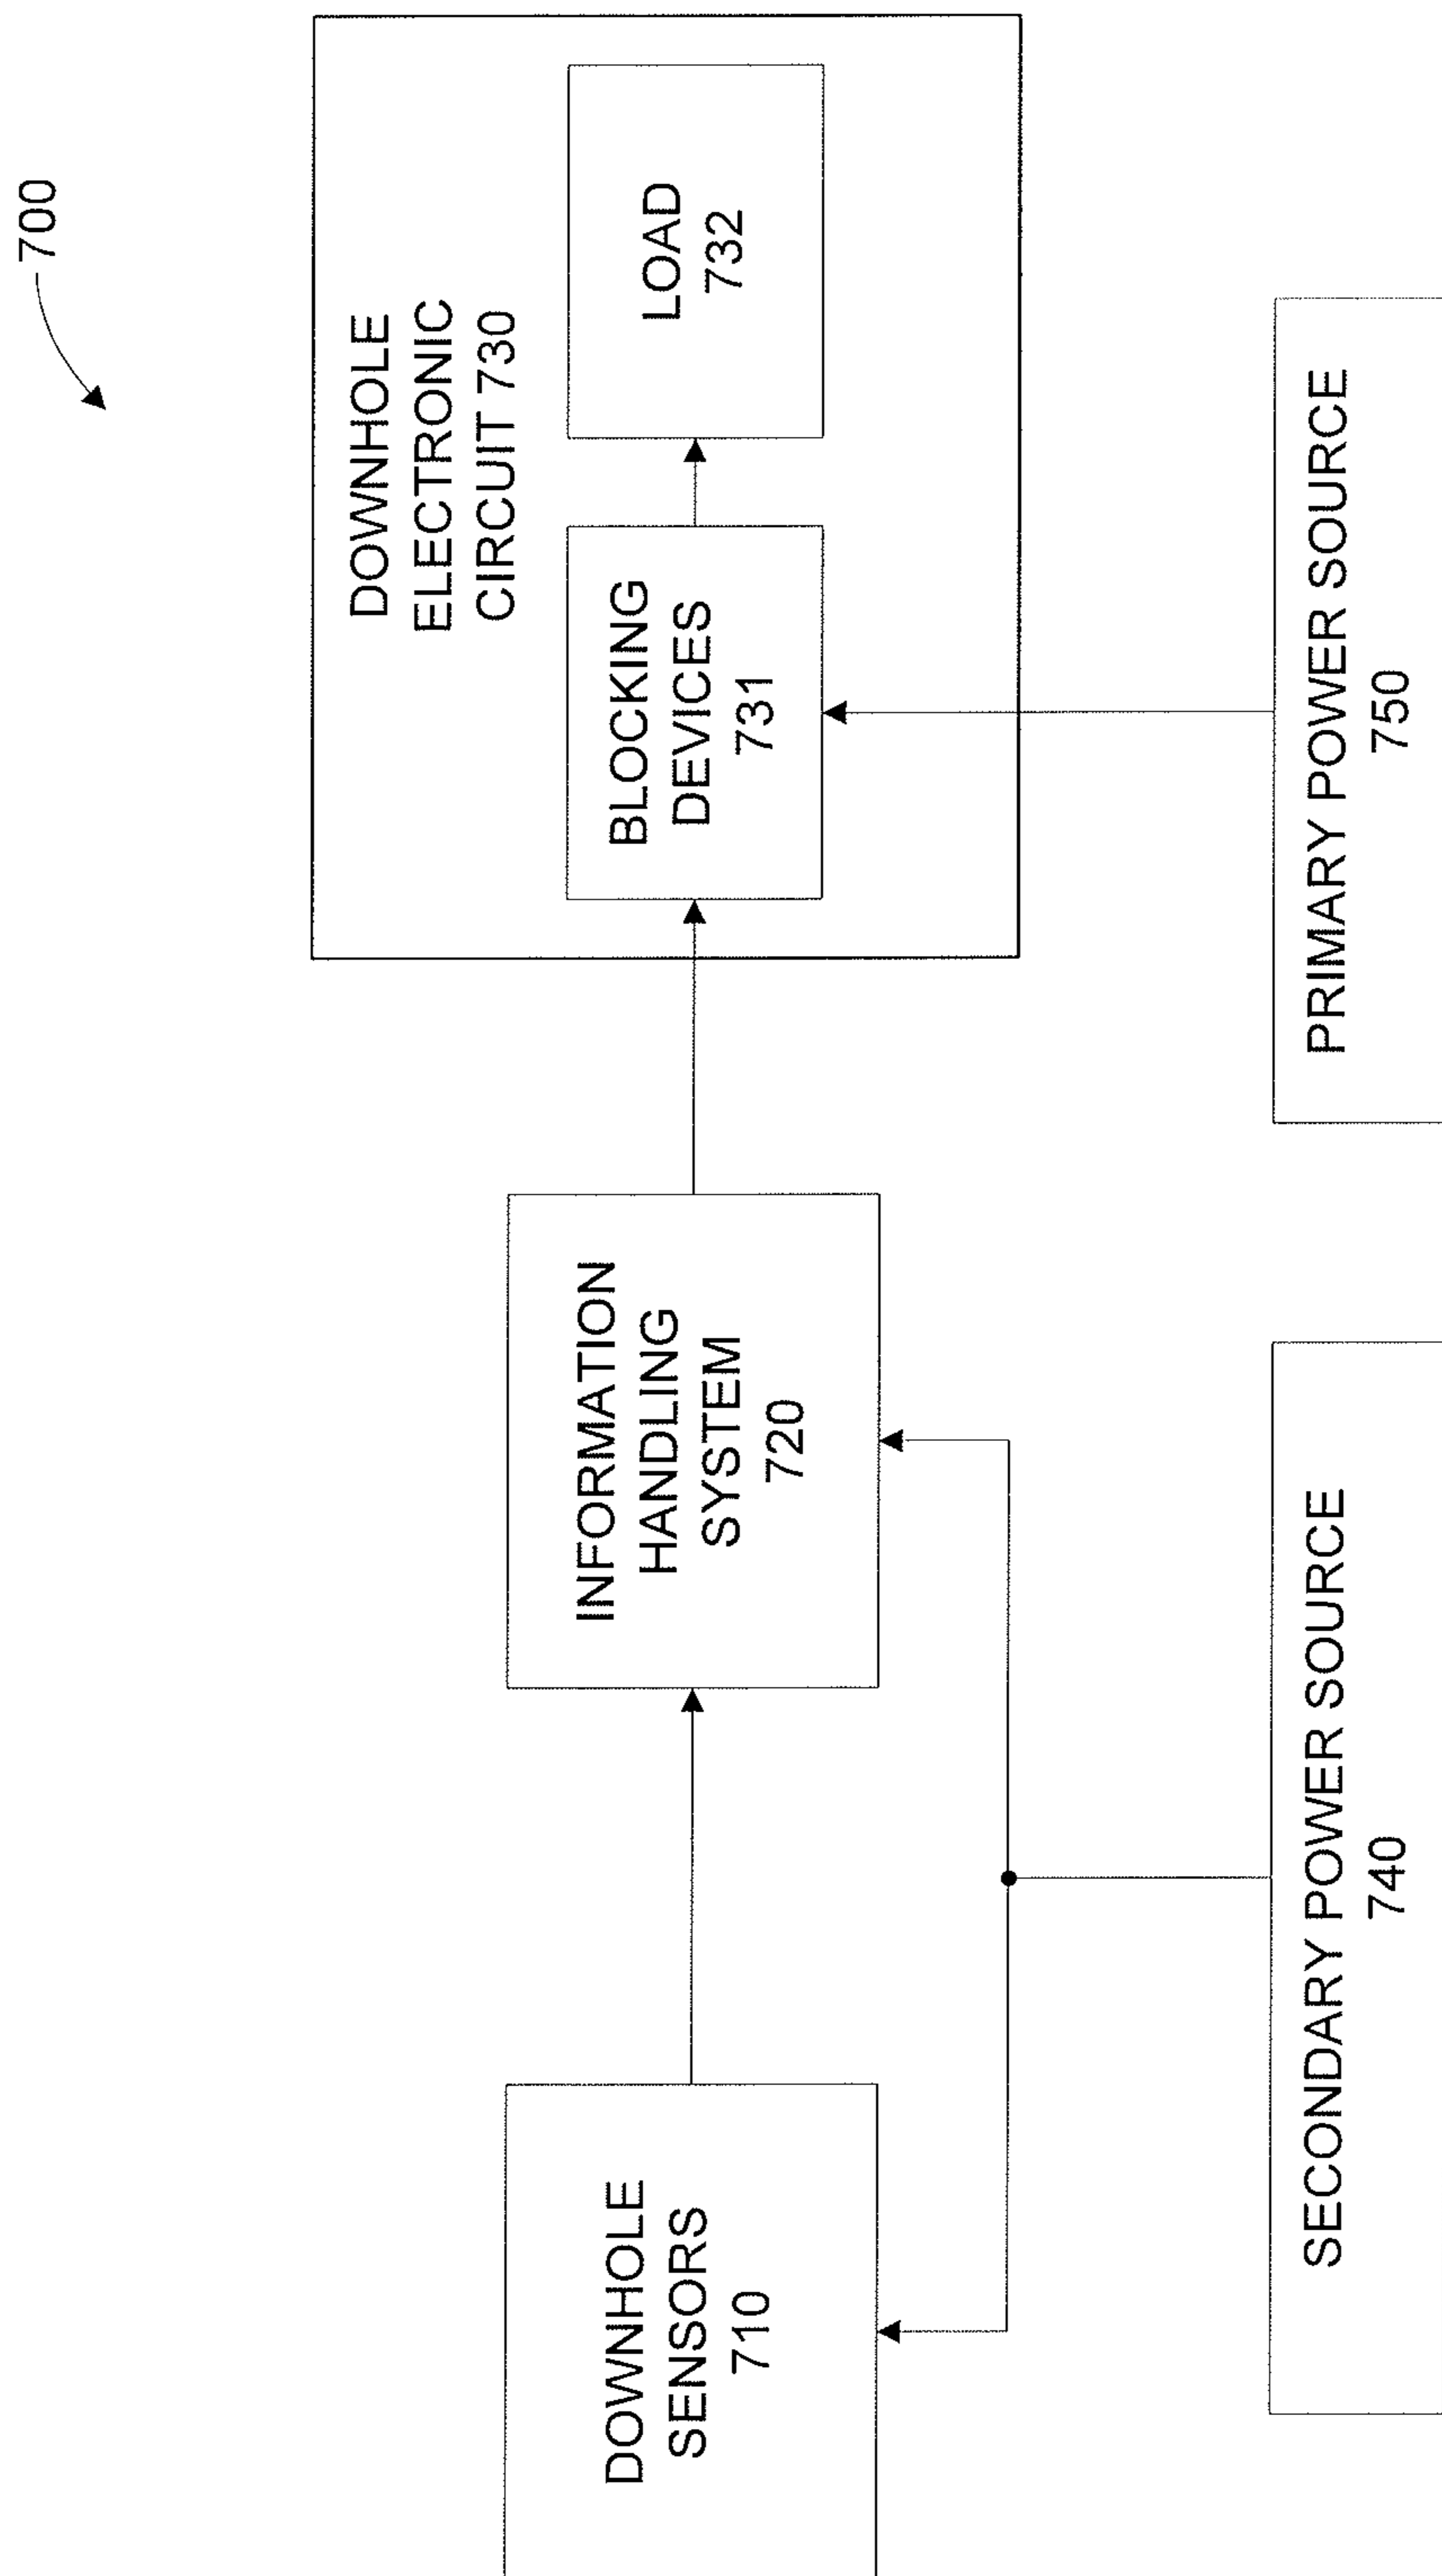 700
DOWNHOLE
ELECTRONIC
CIRCUIT 730
BLOCKING
DEVICES
731
LOAD
732
INFORMATION
HANDLING
SYSTEM
720
DOWNHOLE
SENSORS
710
SECONDARY POWER SOURCE
740
PRIMARY POWER SOURCE
750